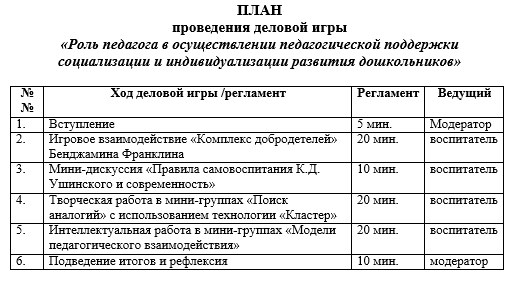 ПЛАН
проведения деловой игры
«Роль педагога в осуществлении педагогической поддержки
социализации и индивидуализации развития дошкольников»
№ Ход деловой игры /регламент Регламент Ведущий
№
1. Вступление 5 мин. Модератор
2. Игровое взаимодействие «Комплекс добродетелей» 20 мин. воспитатель
Бенджамина Франклина
3. Мини-дискуссия «Правила самовоспитания К.Д. 10 мин. воспитатель
Ушинского и современность»
4. Творческая работа в мини-группах «Поиск 20 мин. воспитатель
аналогий» с использованием технологии «Кластер»
5. Интеллектуальная работа в мини-группах «Модели 20 мин. воспитатель
педагогического взаимодействия»
6. Подведение итогов и рефлексия 10 мин. модератор